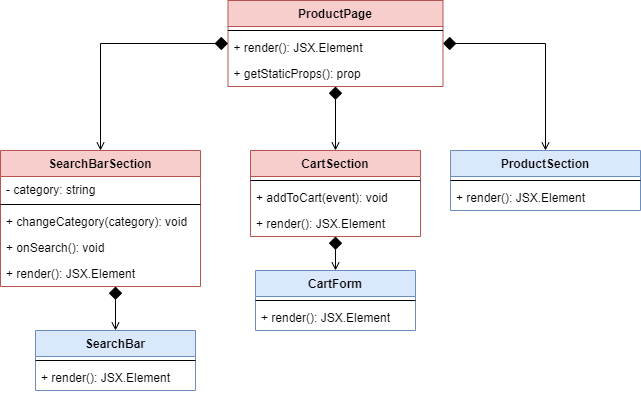 ProductPage
+ render(): JSX.Element
+ getStaticProps(): prop
SearchBarSection
- category: string
+ changeCategory(category): void
+ onSearch(): void
+ render(): JSX.Element
CartSection
+ addToCart(event): void
+ render(): JSX.Element
ProductSection
+ render(): JSX.Element
SearchBar
+ render(): JSX.Element
CartForm
+ render(): JSX.Element